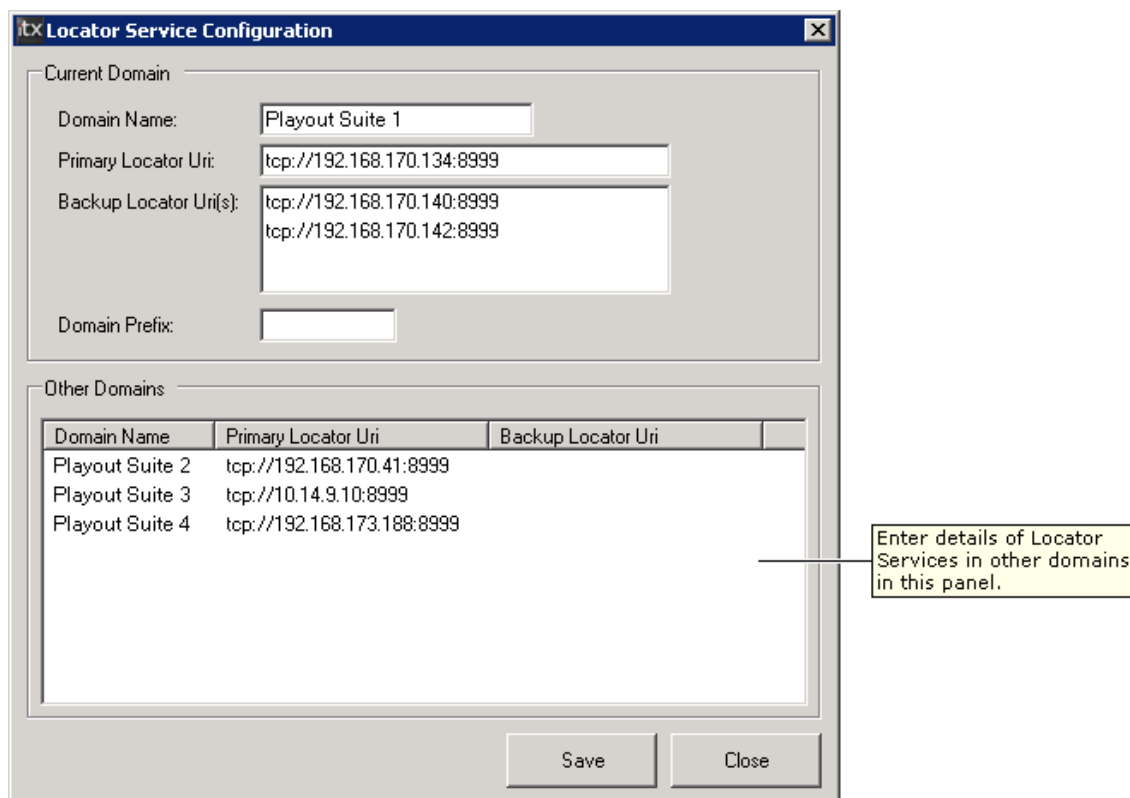 itx Locator Service Configuration
Current Domain
Domain Name: Playout Suite 1
Primary Locator Uri: tcp://192.168.170.134:8999
Backup Locator Uri(s): tcp://192.168.170.140:8999
tcp://192.168.170.142:8999
Domain Prefix:
Other Domains
Domain Name Primary Locator Uri Backup Locator Uri
Playout Suite 2 tcp://192.168.170.41:8999
Playout Suite 3 tcp://10.14.9.10:8999
Playout Suite 4 tcp://192.168.173.188:8999
Enter details of Locator
Services in other domains
in this panel.
Save Close